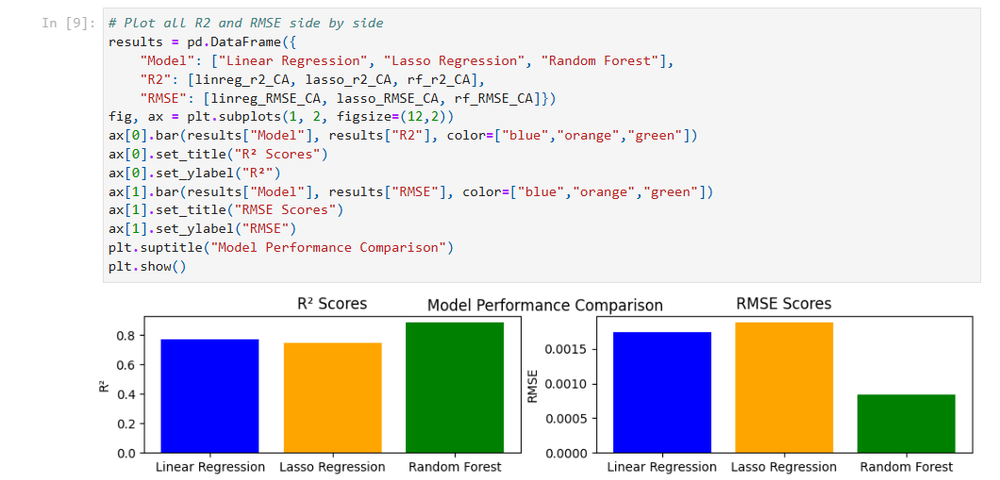 In [9]:
# Plot all R2 and RMSE side by side
results = pd.DataFrame({
    "Model": ["Linear Regression", "Lasso Regression", "Random Forest"],
    "R2": [linreg_r2_CA, lasso_r2_CA, rf_r2_CA],
    "RMSE": [linreg_RMSE_CA, lasso_RMSE_CA, rf_RMSE_CA]})
fig, ax = plt.subplots(1, 2, figsize=(12,2))
ax[0].bar(results["Model"], results["R2"], color=["blue","orange","green"])
ax[0].set_title("R² Scores")
ax[0].set_ylabel("R²")
ax[1].bar(results["Model"], results["RMSE"], color=["blue","orange","green"])
ax[1].set_title("RMSE Scores")
ax[1].set_ylabel("RMSE")
plt.suptitle("Model Performance Comparison")
plt.show()
Model Performance Comparison
R² Scores
R²
0.8
0.6
0.4
0.2
0.0
Linear Regression
Lasso Regression
Random Forest
RMSE Scores
RMSE
0.0015
0.0010
0.0005
0.0000
Linear Regression
Lasso Regression
Random Forest